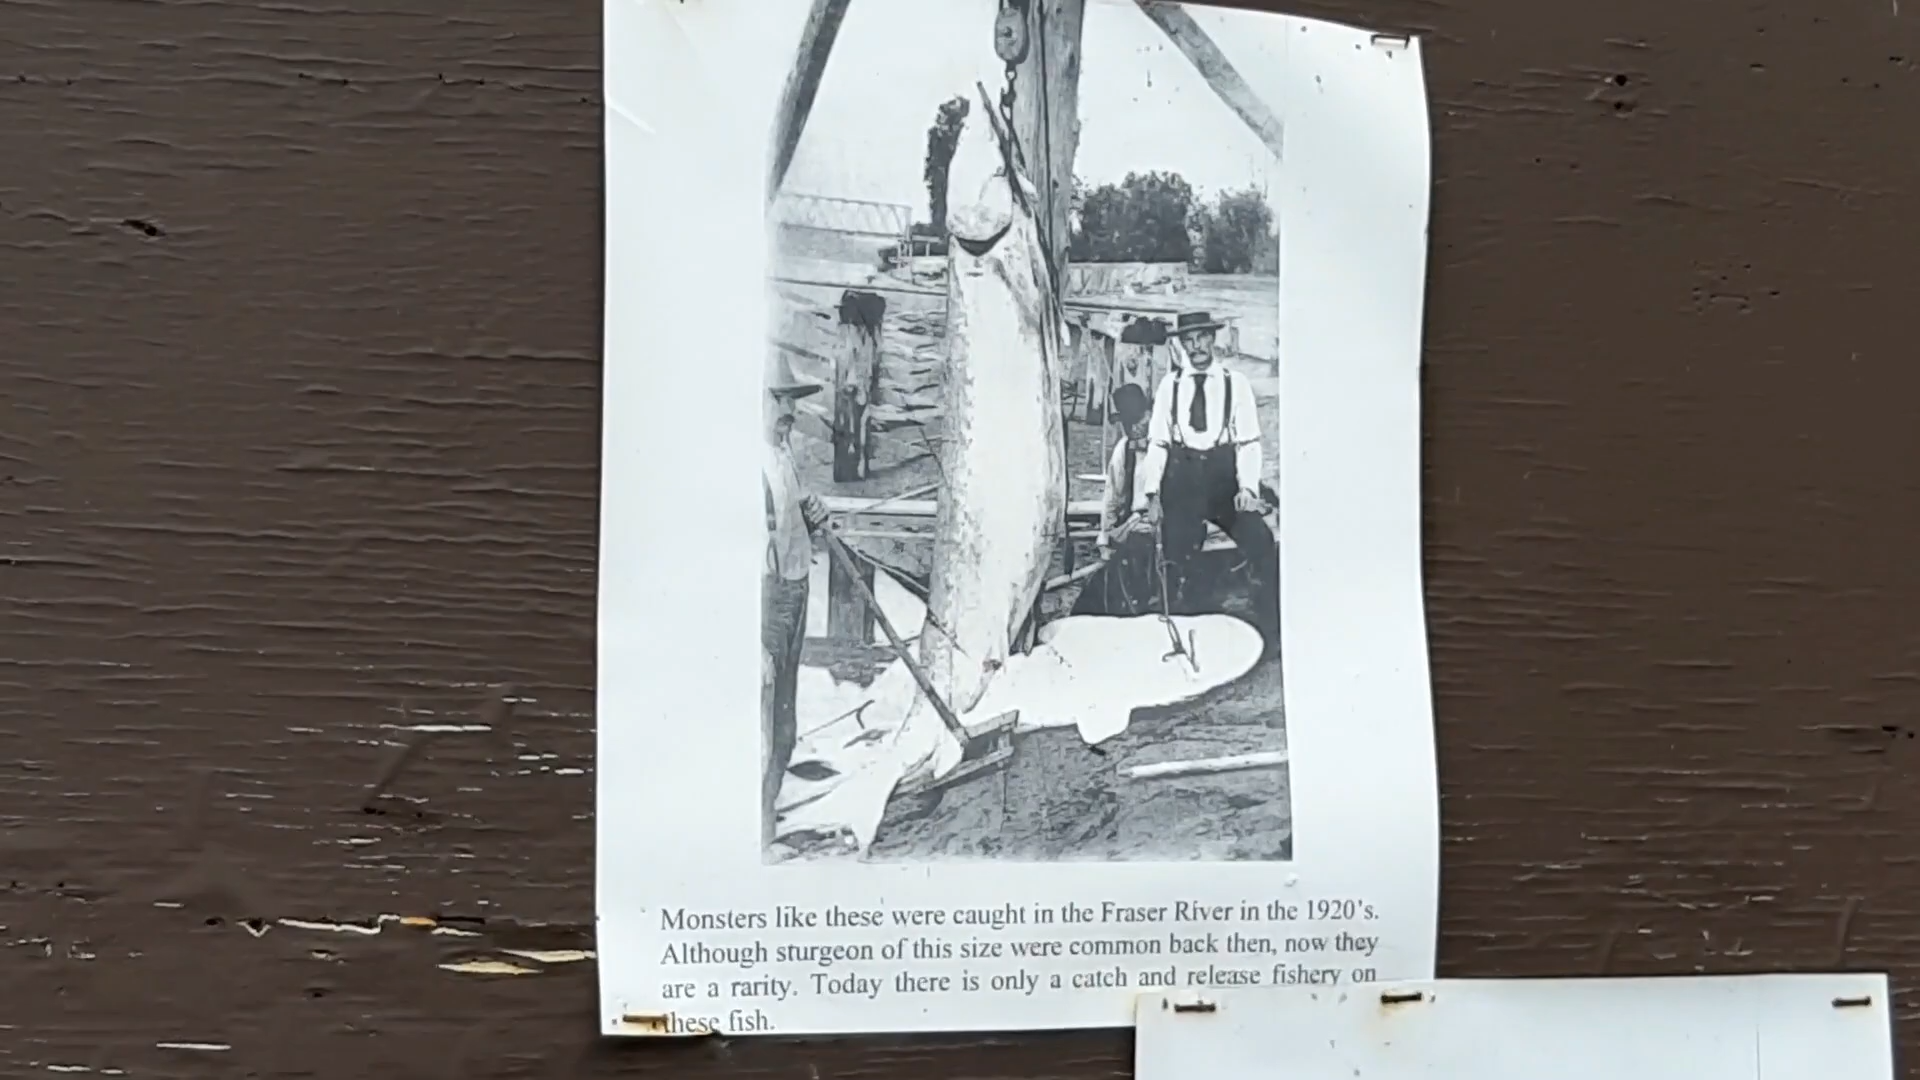 Monsters like these were caught in the Fraser River in the 1920's.
Although sturgeon of this size were common back then, now they
are a rarity. Today there is only a catch and release fishery on
these fish.